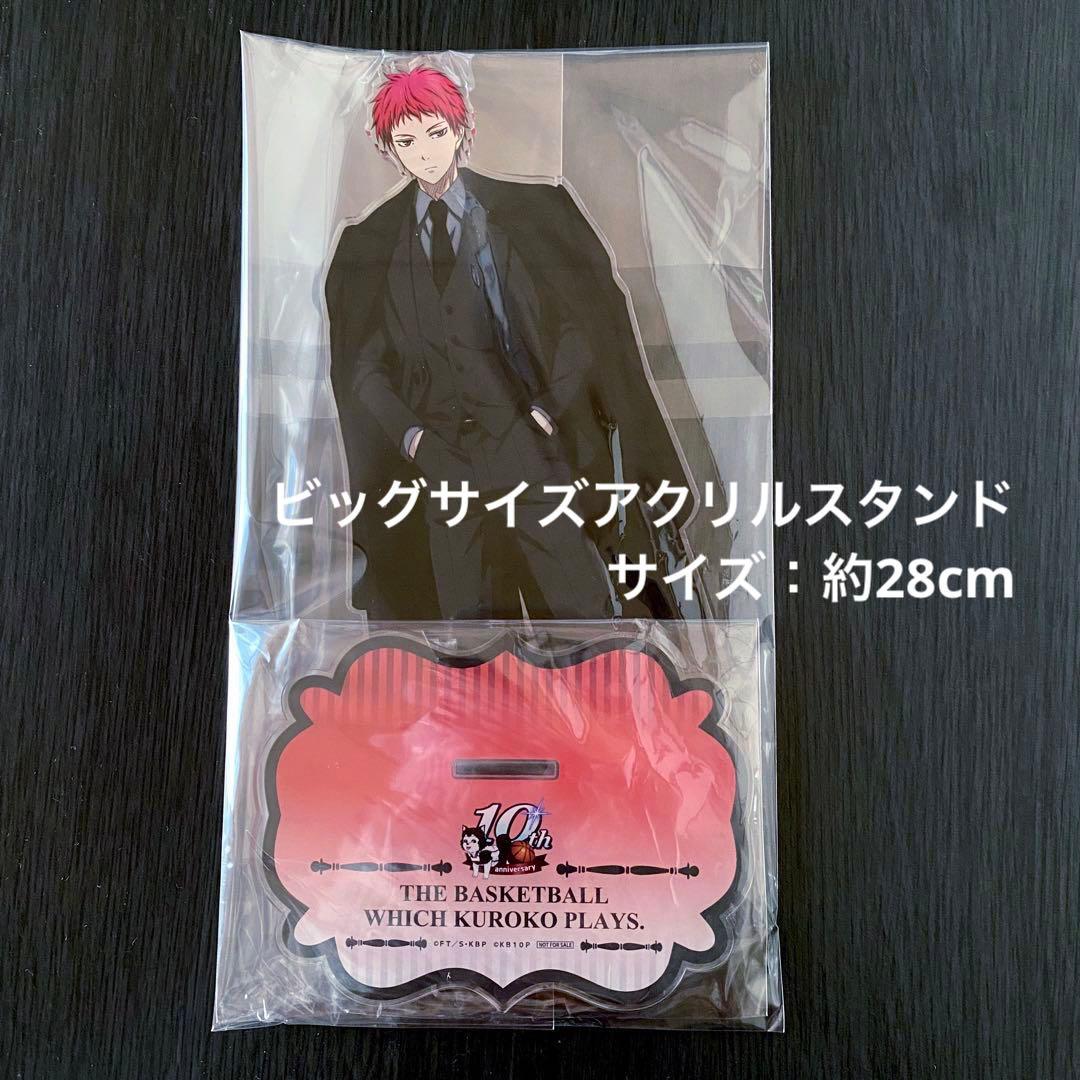 ビッグサイズアクリルスタンド
サイズ：約28cm
10th
anniversary
THE BASKETBALL
WHICH KUROKO PLAYS.
©FT/S・KBP ©KB10P NOT FOR SALE